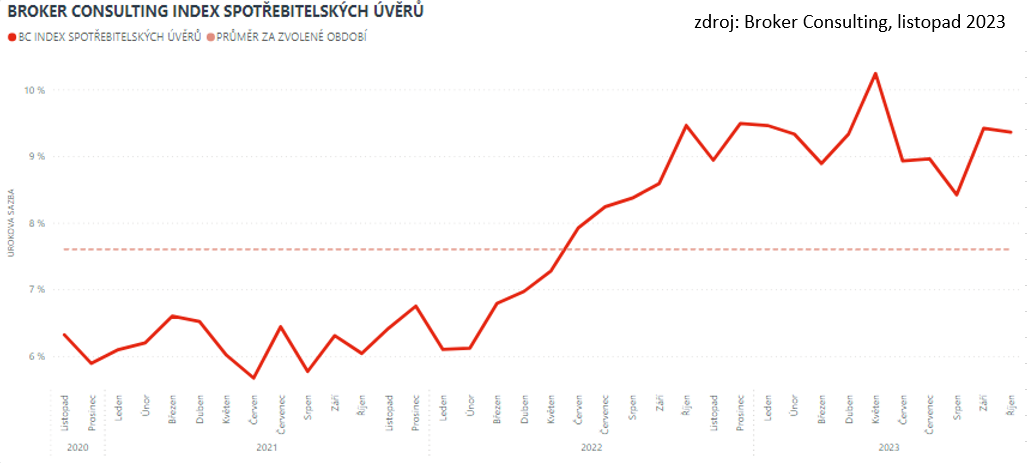 BROKER CONSULTING INDEX SPOTŘEBITELSKÝCH ÚVĚRŮ
zdroj: Broker Consulting, listopad 2023
BC INDEX SPOTŘEBITELSKÝCH ÚVĚRŮ PRŮMĚR ZA ZVOLENÉ OBDOBÍ
10 %
9 %
8 %
7 %
6 %
ÚROKOVÁ SAZBA
Listopad Prosinec Leden Únor Březen Duben Květen Červen Červenec Srpen Září Říjen Listopad Prosinec Leden Únor Březen Duben Květen Červen Červenec Srpen Září Říjen Listopad Prosinec Leden Únor Březen Duben Květen Červen Červenec Srpen Září Říjen
2020 2021 2022 2023